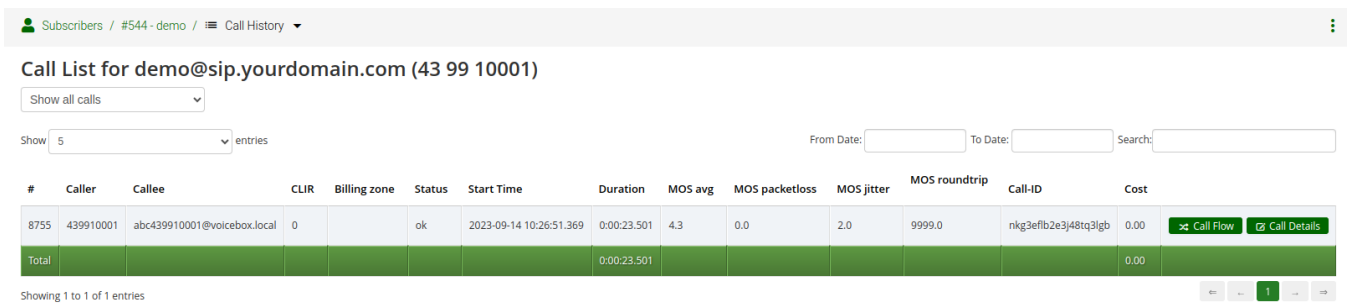 Subscribers / #544 - demo / Call History
Call List for demo@sip.yourdomain.com (43 99 10001)
Show all calls
Show 5 entries From Date: To Date: Search:
# Caller Callee CLIR Billing zone Status Start Time Duration MOS avg MOS packetloss MOS jitter MOS roundtrip Call-ID Cost
8755 439910001 abc439910001@voicebox.local 0 ok 2023-09-14 10:26:51.369 0:00:23.501 4.3 0.0 2.0 9999.0 nkg3eflb2e3j48tq3lgb 0.00 Call Flow Call Details
Total 0:00:23.501 0.00
Showing 1 to 1 of 1 entries ⇐ ← 1 → ⇒